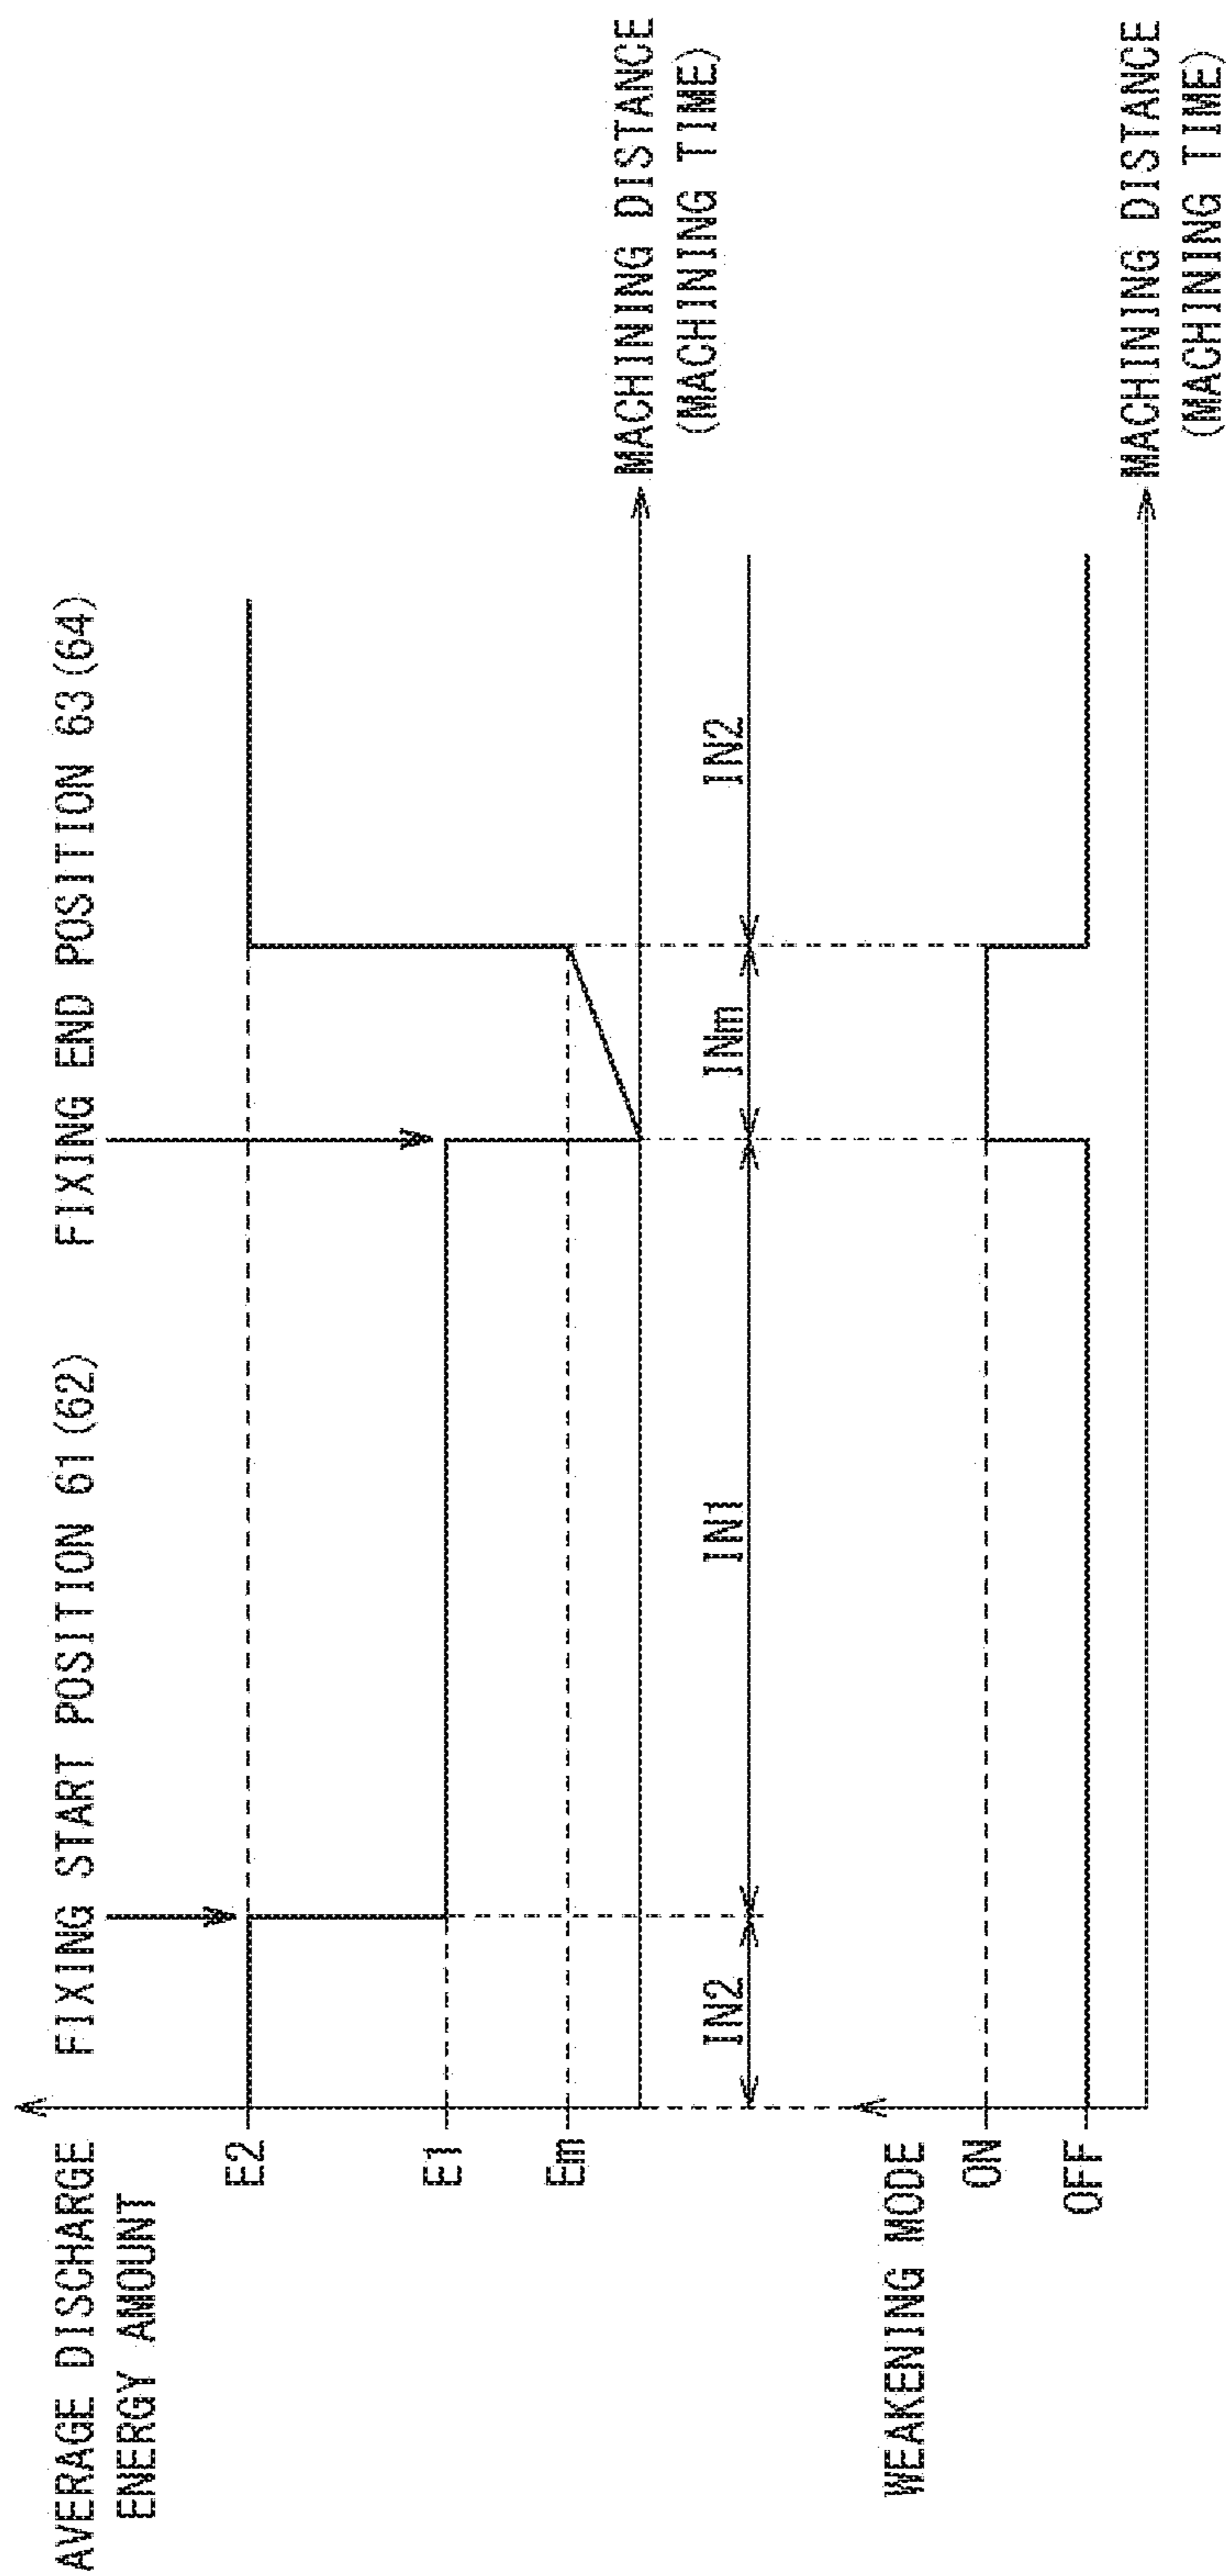 AVERAGE DISCHARGE
ENERGY AMOUNT
FIXING START POSITION 61(62)
FIXING END POSITION 63(64)
E2
E1
Em
MACHINING DISTANCE
(MACHINING TIME)
IN2
IN1
INm
IN2
WEAKENING MODE
ON
OFF
MACHINING DISTANCE
(MACHINING TIME)